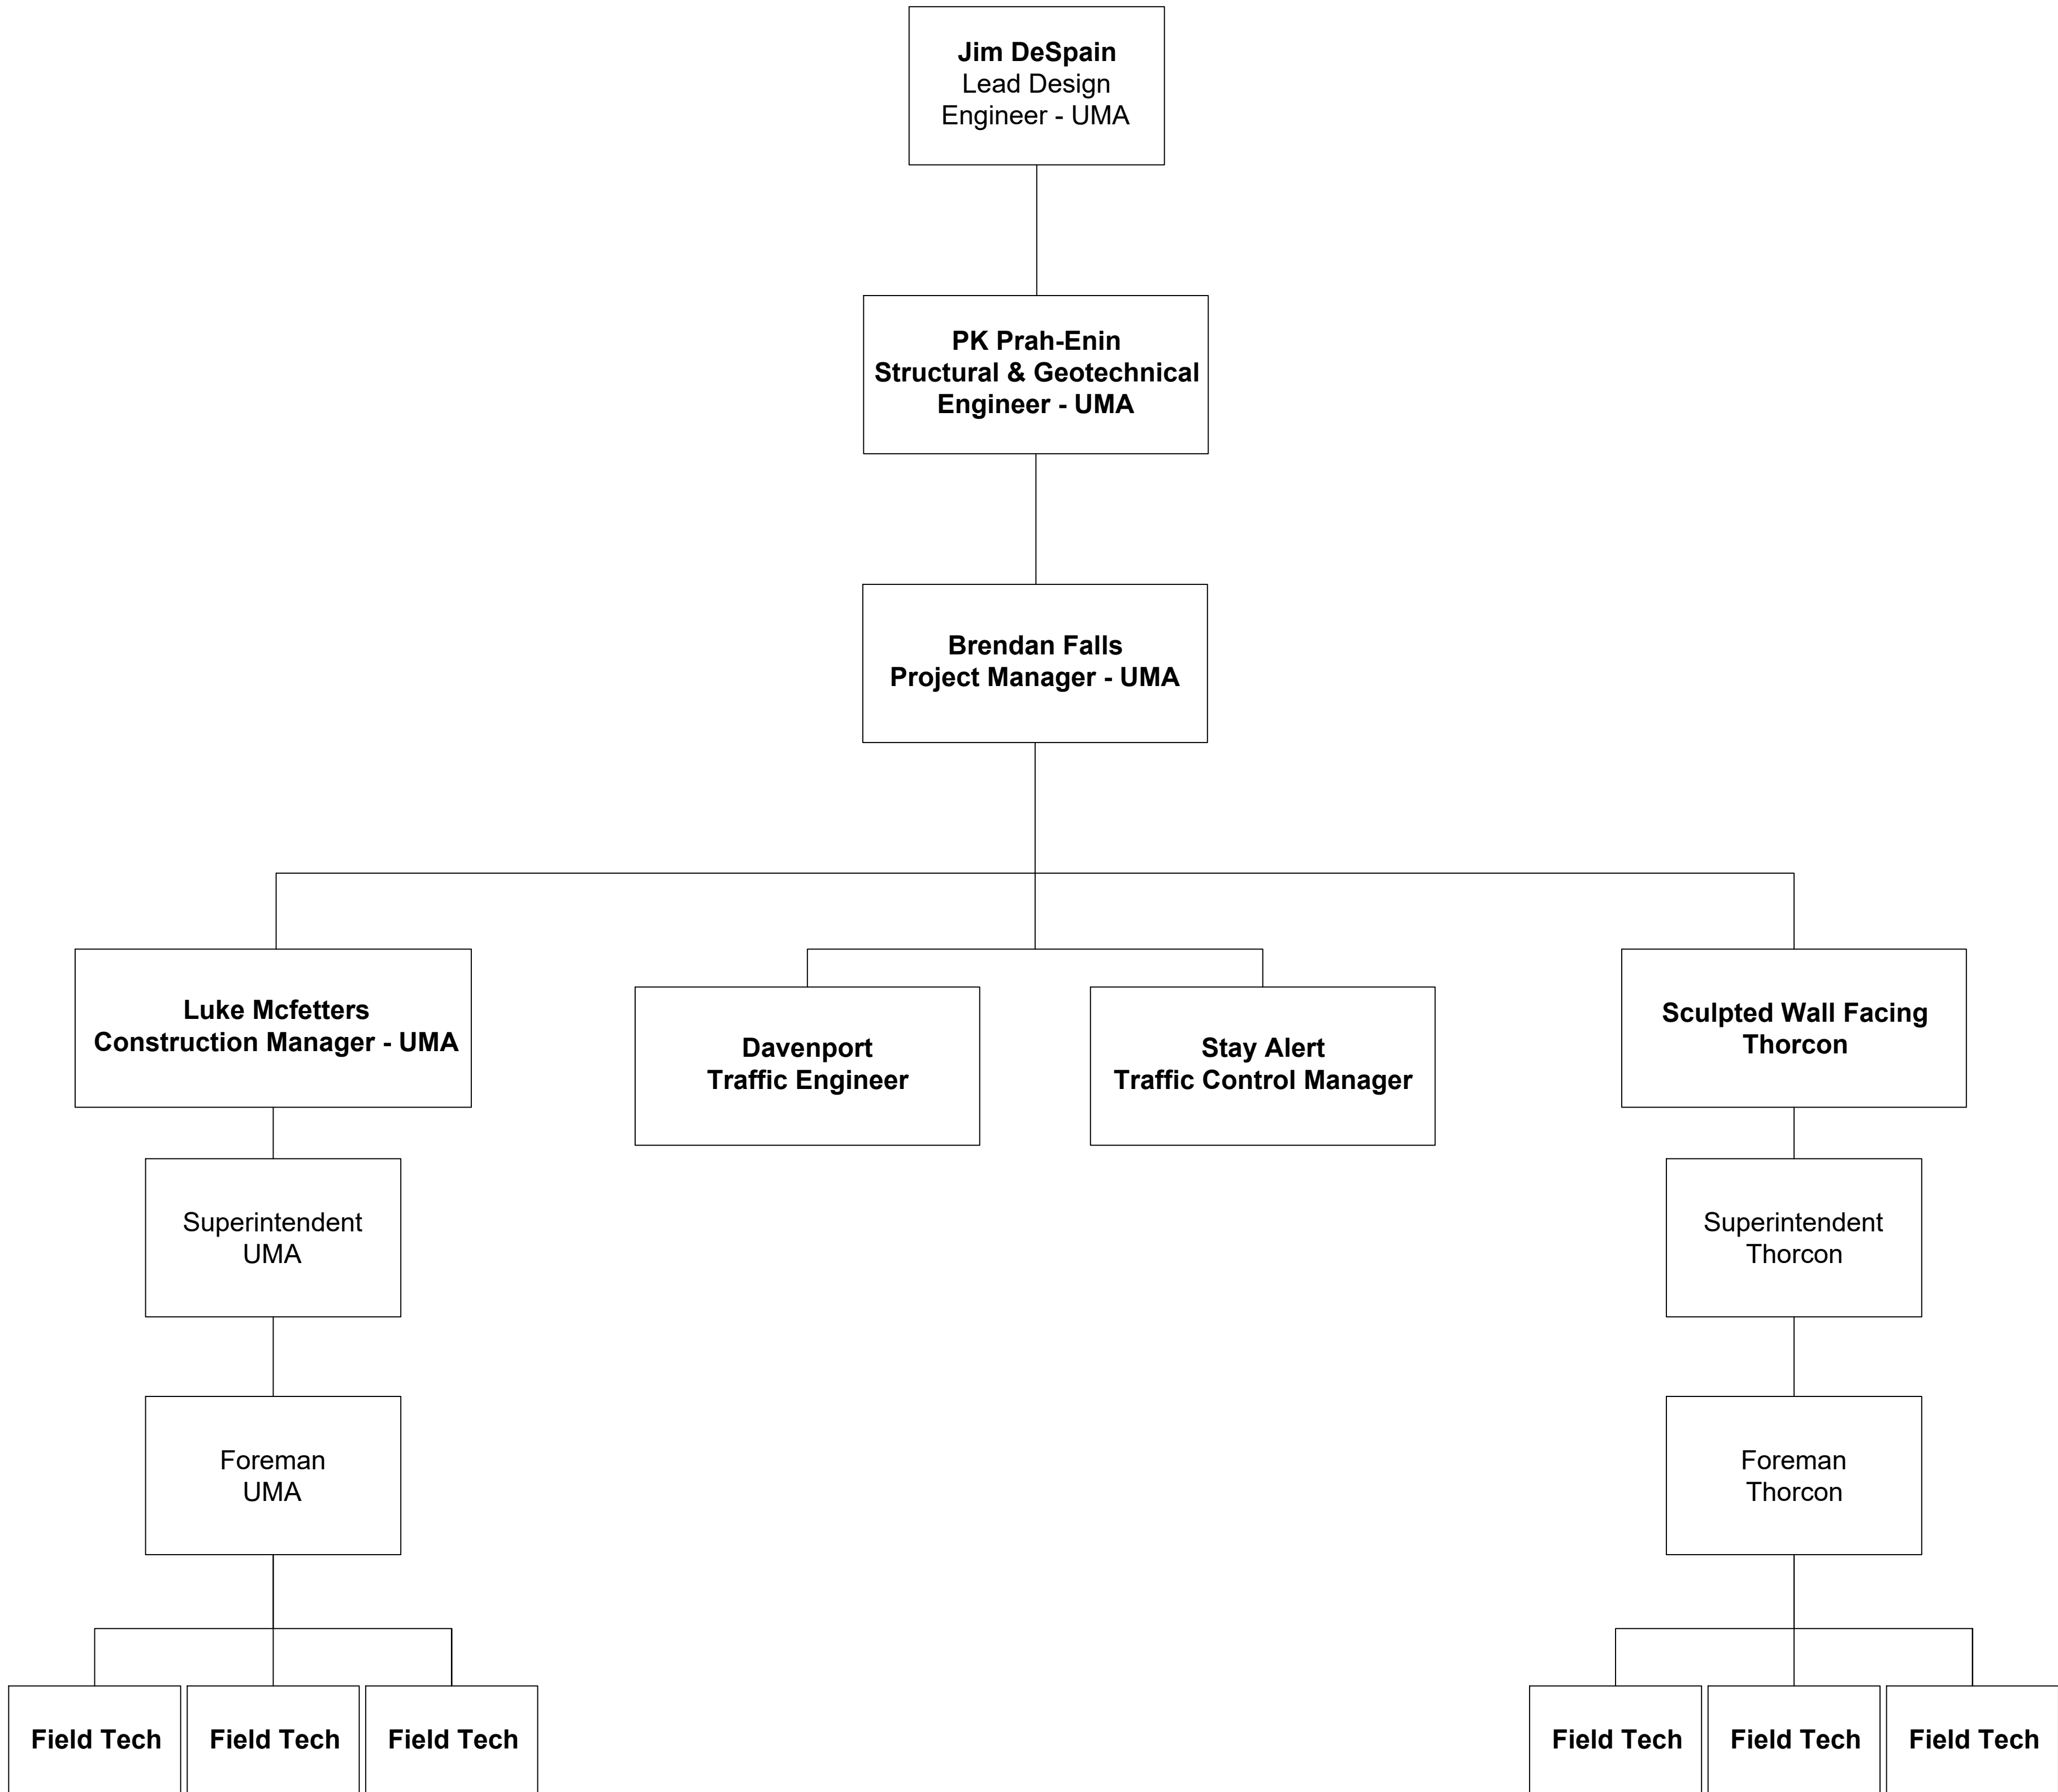 Jim DeSpain
Lead Design
Engineer - UMA
PK Prah-Enin
Structural & Geotechnical
Engineer - UMA
Brendan Falls
Project Manager - UMA
Luke Mcfetters
Construction Manager - UMA
Davenport
Traffic Engineer
Stay Alert
Traffic Control Manager
Sculpted Wall Facing
Thorcon
Superintendent
UMA
Superintendent
Thorcon
Foreman
UMA
Foreman
Thorcon
Field Tech
Field Tech
Field Tech
Field Tech
Field Tech
Field Tech